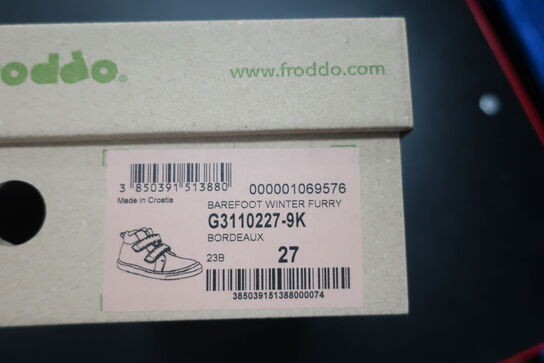 froddo®
www.froddo.com
3 850391 513880
000001069576
Made in Croatia
BAREFOOT WINTER FURRY
G3110227-9K
BORDEAUX
23B
27
385039151388000074